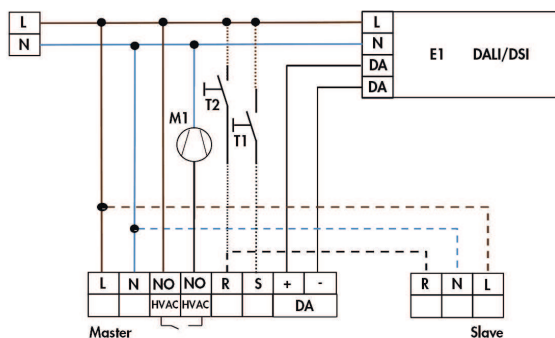 L
N
L
N
DA
DA
E1 DALI/DSI
M1
T2
T1
L N NO NO R S + -
HVAC HVAC DA
R N L
Master
Slave